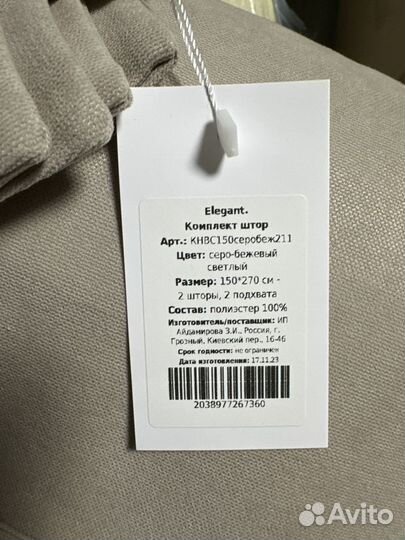 Elegant.
Комплект штор
Арт.: КНВС150серобеж211
Цвет: серо-бежевый
светлый
Размер: 150*270 см -
2 шторы, 2 подхвата
Состав: полиэстер 100%
Изготовитель/поставщик: ИП
Айдамирова З.И., Россия, г.
Грозный, Киевский пер., 16-46
Срок годности: не ограничен
Дата изготовления: 17.11.23
2038977267360
Avito